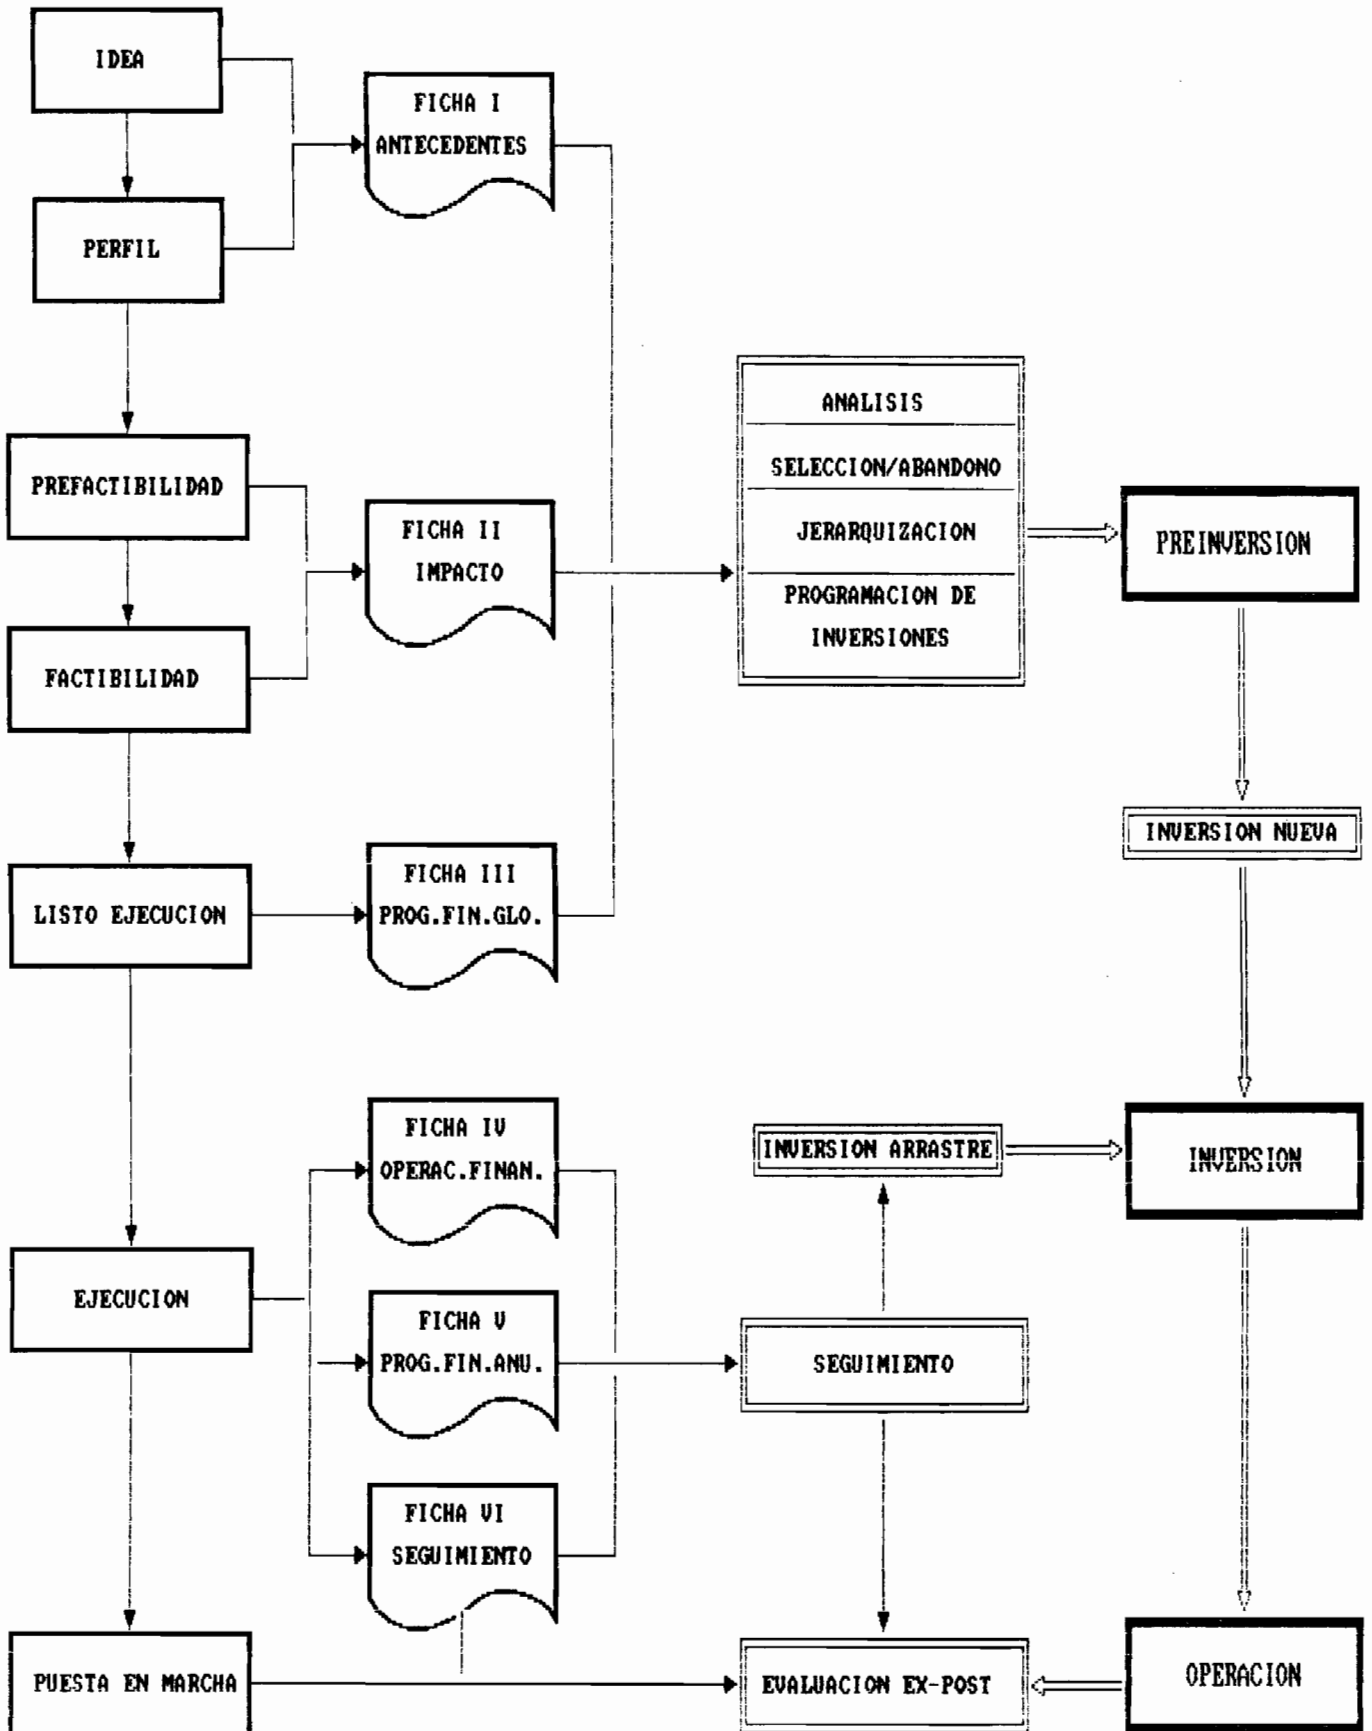 IDEA
FICHA I
ANTECEDENTES
PERFIL
ANALISIS
SELECCION/ABANDONO
JERARQUIZACION
PROGRAMACION DE
INVERSIONES
PREFACTIBILIDAD
FICHA II
IMPACTO
PREINVERSION
FACTIBILIDAD
INVERSION NUEVA
LISTO EJECUCION
FICHA III
PROG.FIN.GLO.
FICHA IV
OPERAC.FINAN.
INVERSION ARRASTRE
INVERSION
EJECUCION
FICHA V
PROG.FIN.ANU.
SEGUIMIENTO
FICHA VI
SEGUIMIENTO
PUESTA EN MARCHA
EVALUACION EX-POST
OPERACION